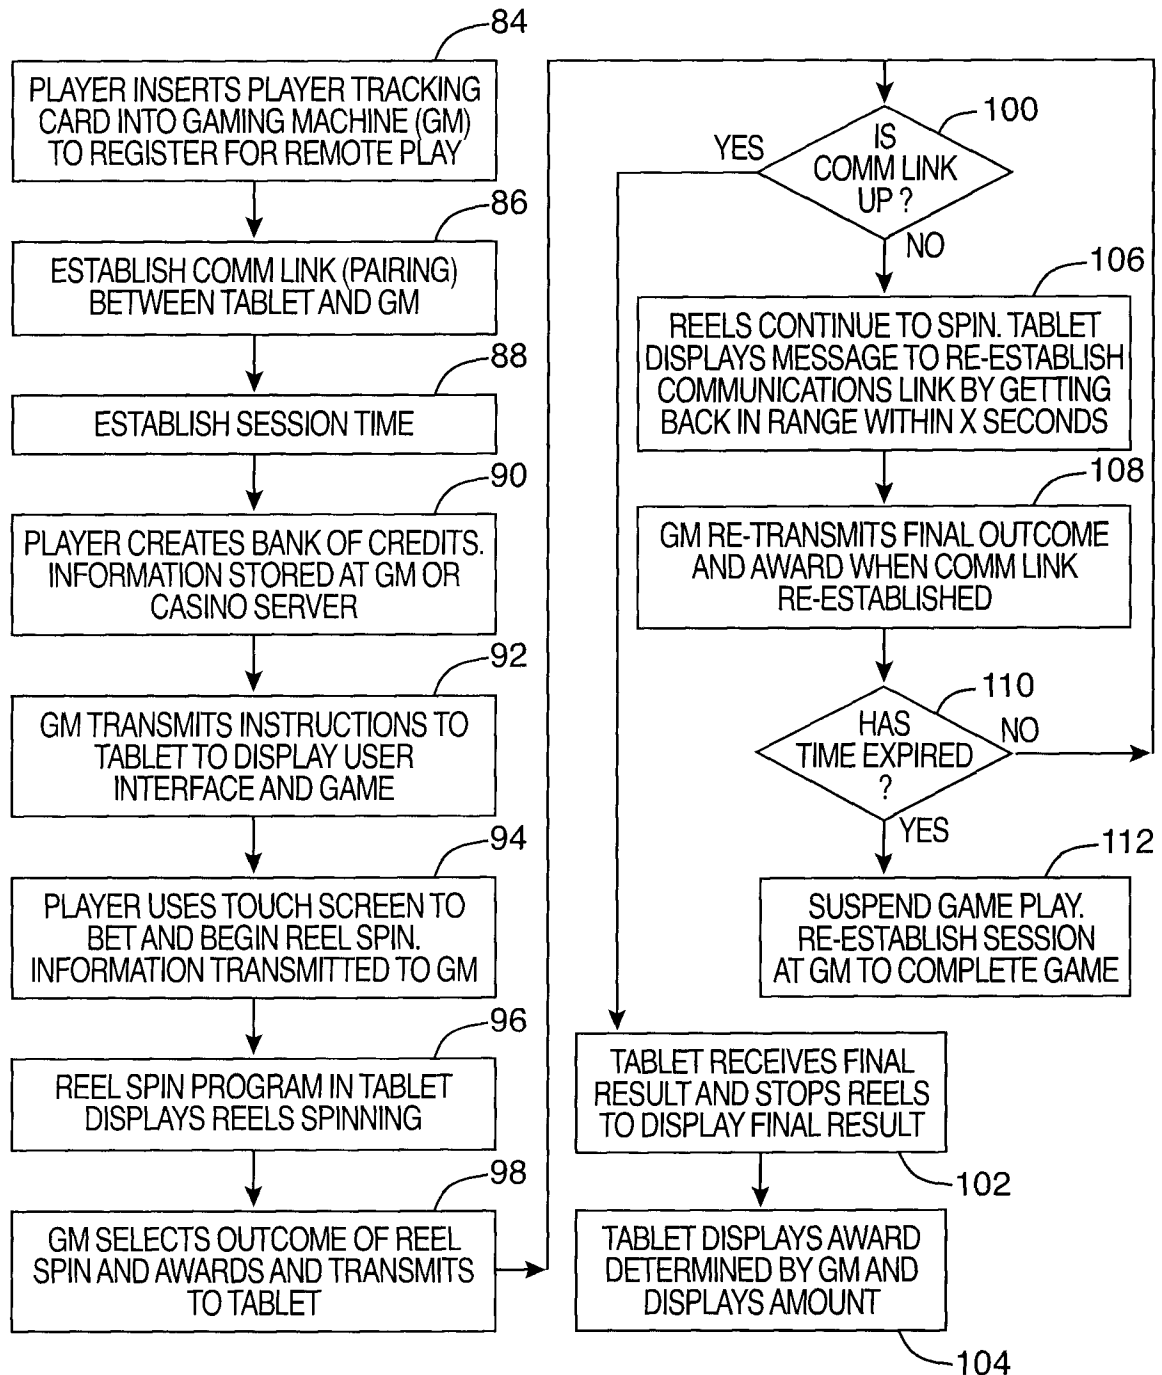 84
PLAYER INSERTS PLAYER TRACKING
CARD INTO GAMING MACHINE (GM)
TO REGISTER FOR REMOTE PLAY
86
ESTABLISH COMM LINK (PAIRING)
BETWEEN TABLET AND GM
88
ESTABLISH SESSION TIME
90
PLAYER CREATES BANK OF CREDITS.
INFORMATION STORED AT GM OR
CASINO SERVER
92
GM TRANSMITS INSTRUCTIONS TO
TABLET TO DISPLAY USER
INTERFACE AND GAME
94
PLAYER USES TOUCH SCREEN TO
BET AND BEGIN REEL SPIN.
INFORMATION TRANSMITTED TO GM
96
REEL SPIN PROGRAM IN TABLET
DISPLAYS REELS SPINNING
98
GM SELECTS OUTCOME OF REEL
SPIN AND AWARDS AND TRANSMITS
TO TABLET
100
IS
COMM LINK
UP ?
YES
NO
106
REELS CONTINUE TO SPIN. TABLET
DISPLAYS MESSAGE TO RE-ESTABLISH
COMMUNICATIONS LINK BY GETTING
BACK IN RANGE WITHIN X SECONDS
108
GM RE-TRANSMITS FINAL OUTCOME
AND AWARD WHEN COMM LINK
RE-ESTABLISHED
110
HAS
TIME EXPIRED
?
NO
YES
112
SUSPEND GAME PLAY.
RE-ESTABLISH SESSION
AT GM TO COMPLETE GAME
TABLET RECEIVES FINAL
RESULT AND STOPS REELS
TO DISPLAY FINAL RESULT
102
TABLET DISPLAYS AWARD
DETERMINED BY GM AND
DISPLAYS AMOUNT
104